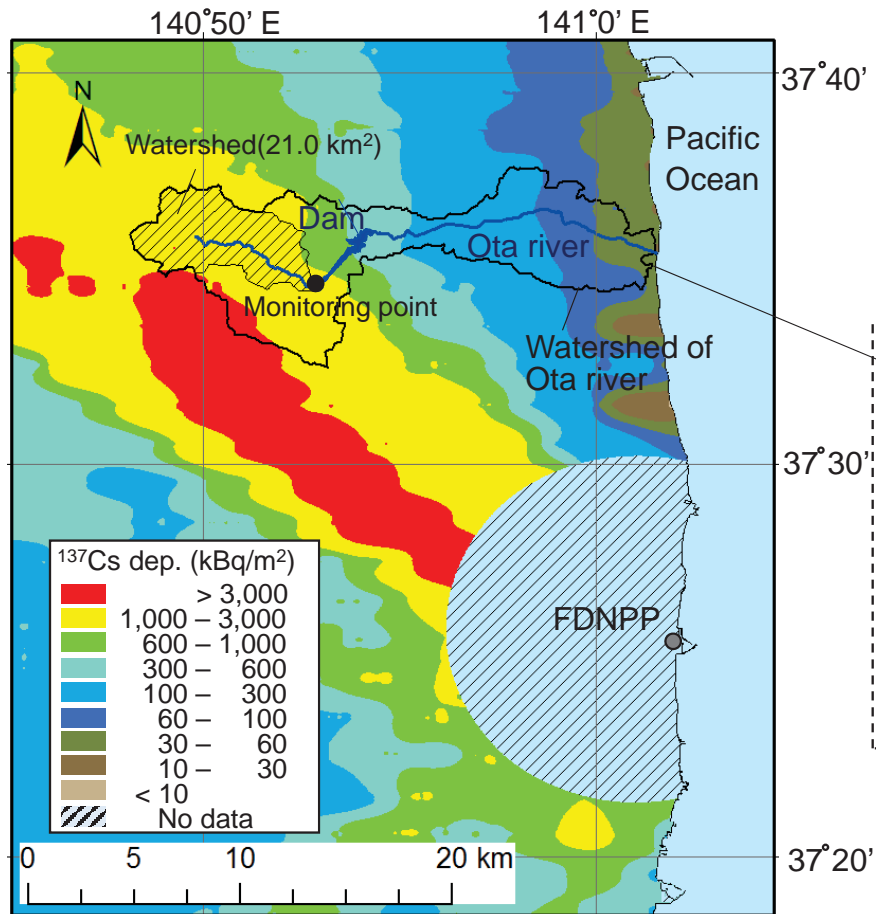 140˚50’ E
141˚0’ E
37˚40’
N
Watershed(21.0 km²)
Pacific
Ocean
Dam
Ota river
Monitoring point
Watershed of
Ota river
37˚30’
¹³⁷Cs dep. (kBq/m²)
> 3,000
1,000 – 3,000
600 – 1,000
300 – 600
100 – 300
60 – 100
30 – 60
10 – 30
< 10
No data
FDNPP
0 5 10 20 km
37˚20’